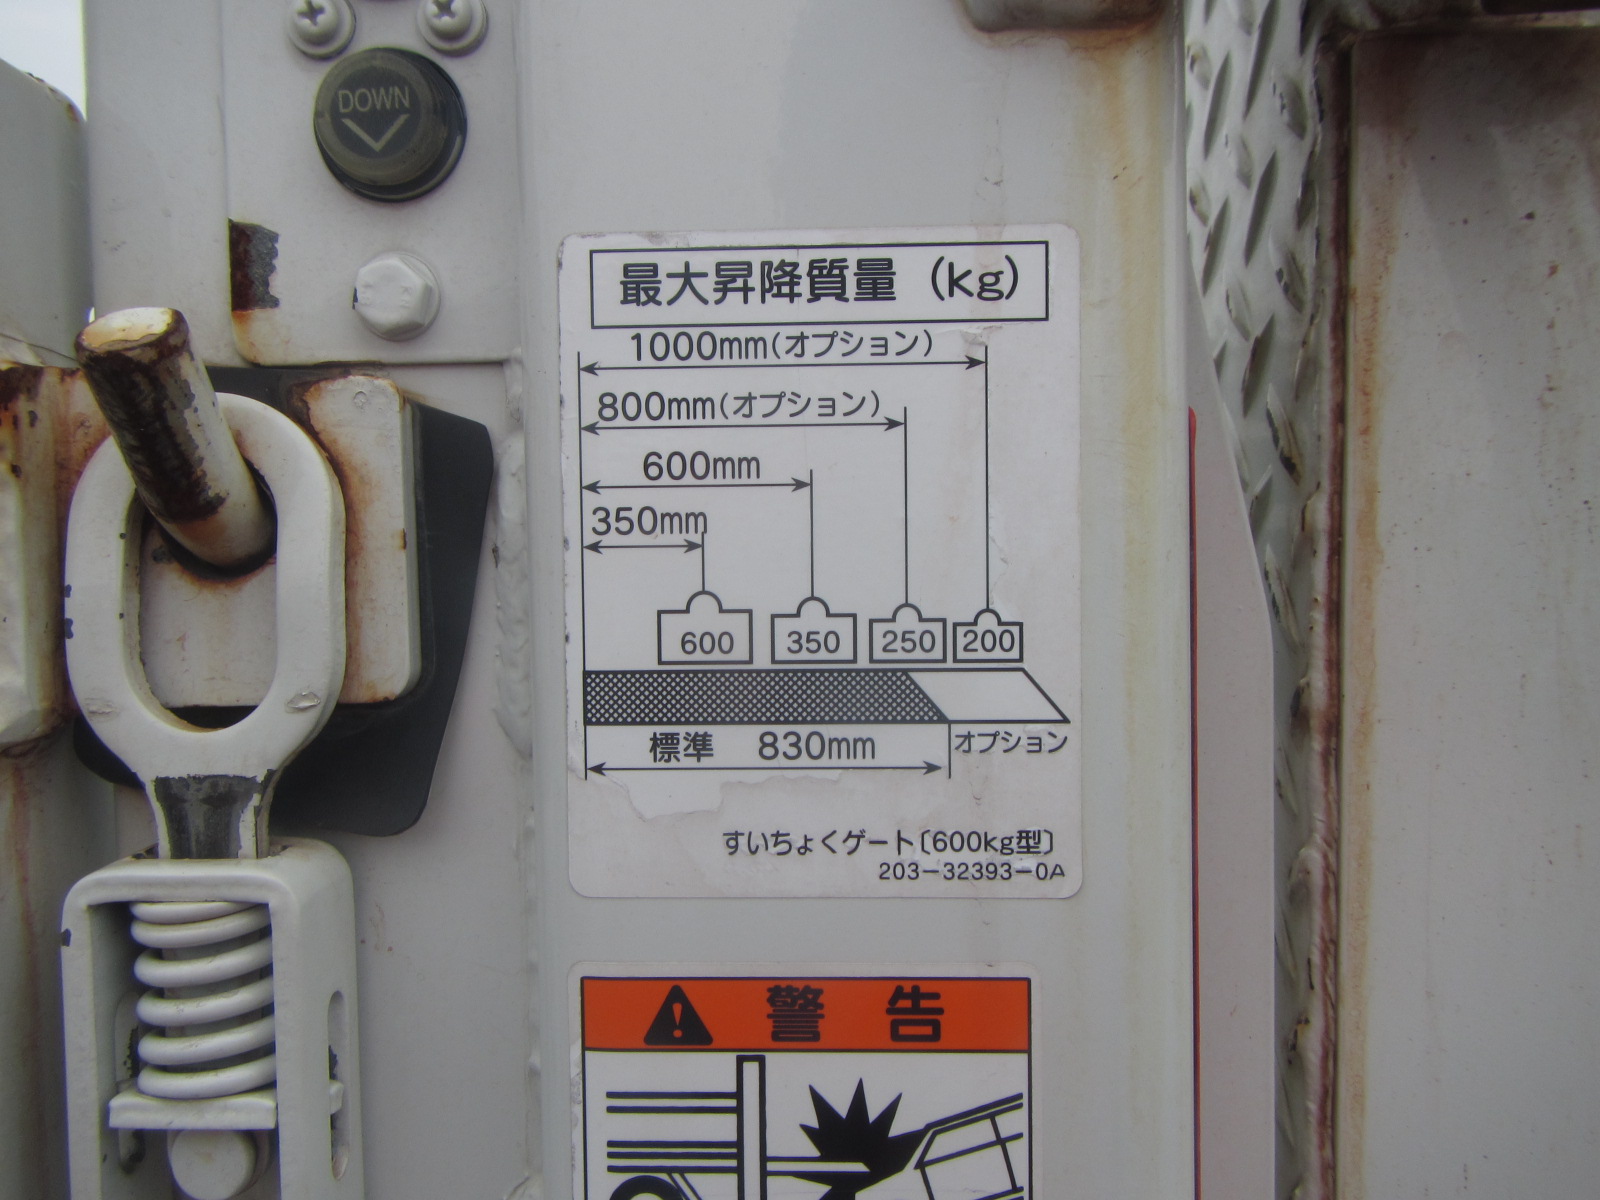 DOWN
最大昇降質量 (kg)
1000mm(オプション)
800mm(オプション)
600mm
350mm
600 350 250 200
標準 830mm オプション
すいちょくゲート〔600kg型〕
203-32393-0A
警告